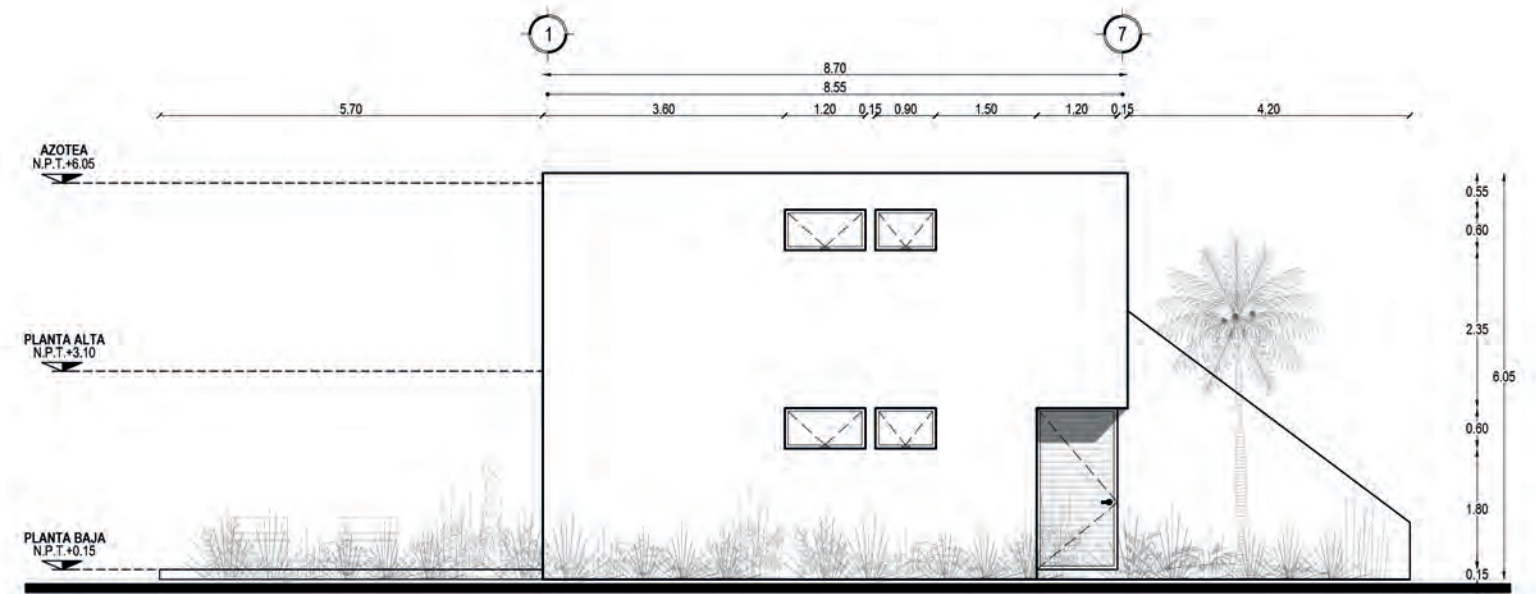 1 7
8.70
8.55
5.70 3.60 1.20 0.15 0.90 1.50 1.20 0.15 4.20
AZOTEA
N.P.T.+6.05
0.55
0.60
PLANTA ALTA
N.P.T.+3.10
2.35
6.05
0.60
1.80
PLANTA BAJA
N.P.T.+0.15
0.15